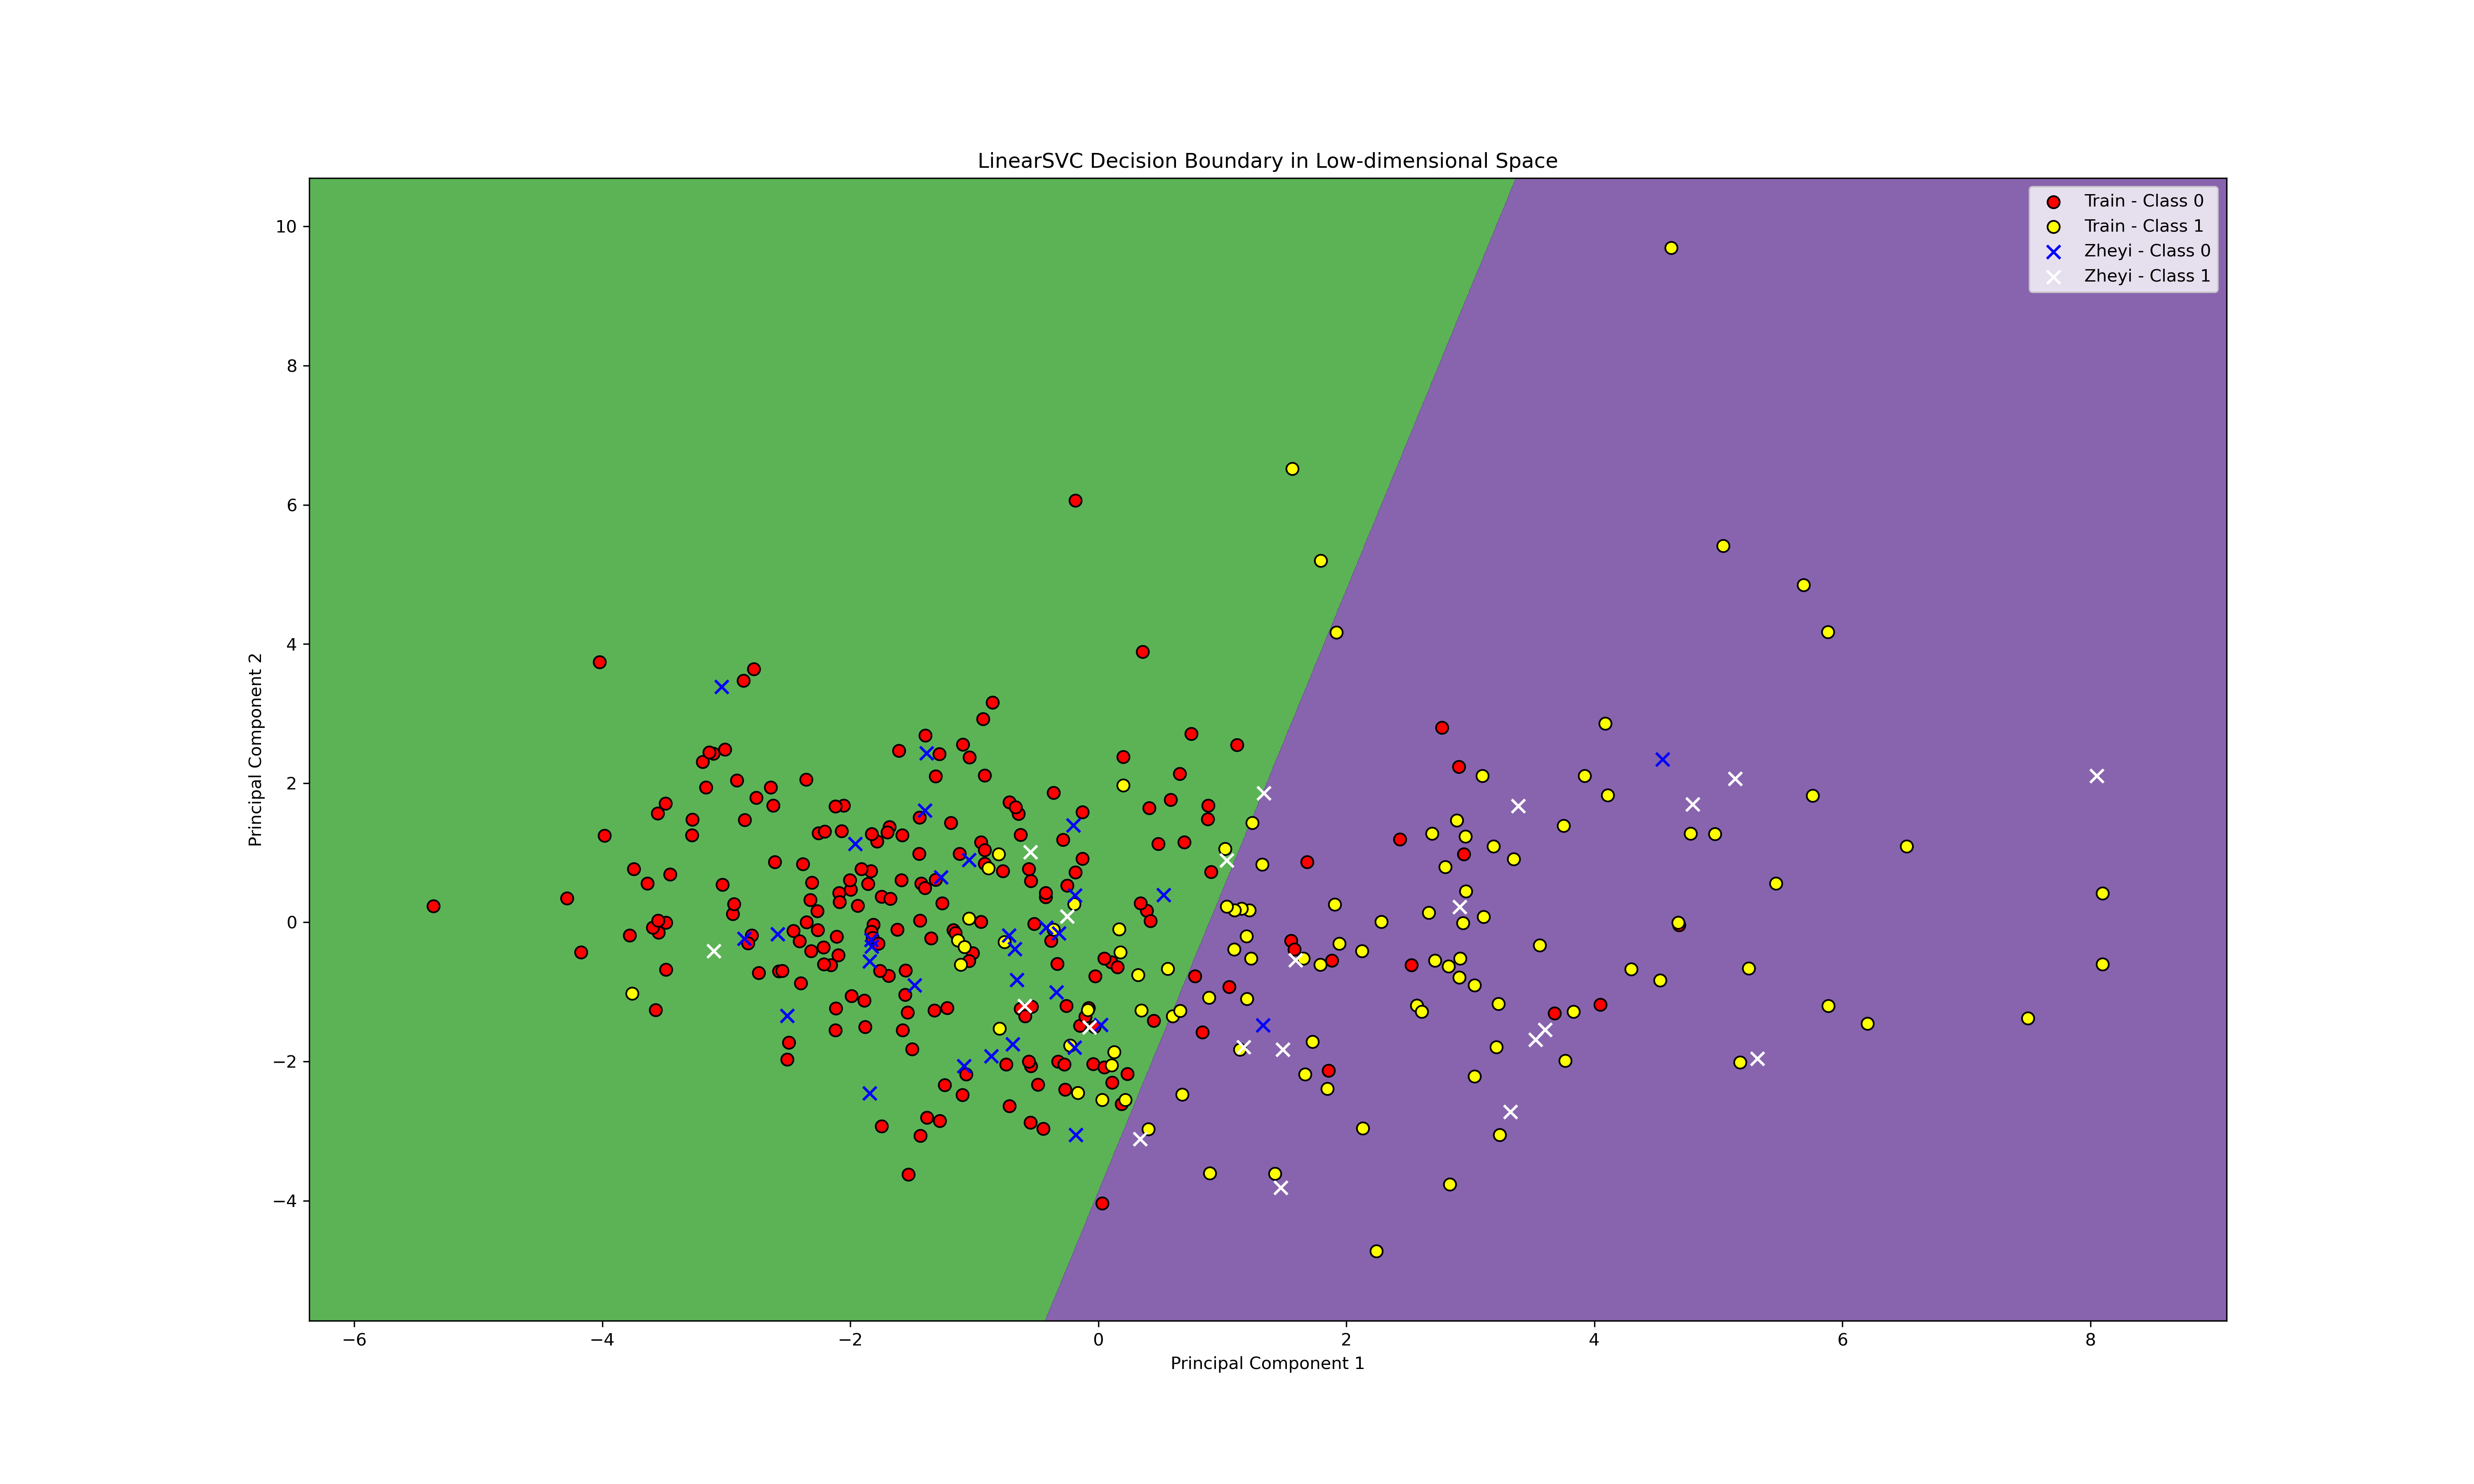 LinearSVC Decision Boundary in Low-dimensional Space
Train - Class 0
Train - Class 1
Zheyi - Class 0
Zheyi - Class 1
10
8
6
4
2
0
−2
−4
Principal Component 2
−6
−4
−2
0
2
4
6
8
Principal Component 1